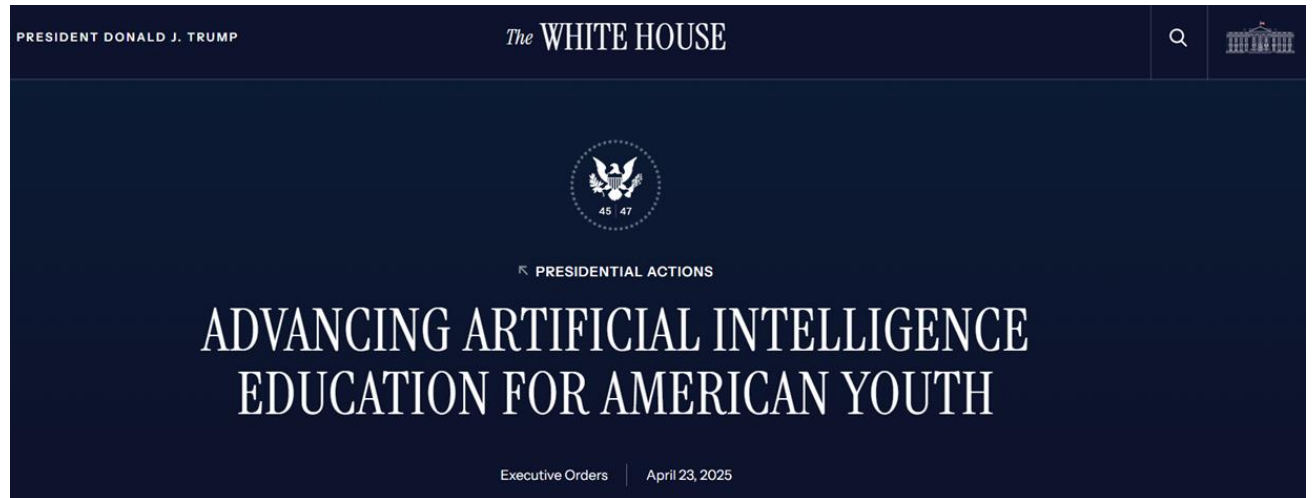 PRESIDENT DONALD J. TRUMP
The WHITE HOUSE
45 47
PRESIDENTIAL ACTIONS
ADVANCING ARTIFICIAL INTELLIGENCE
EDUCATION FOR AMERICAN YOUTH
Executive Orders | April 23, 2025